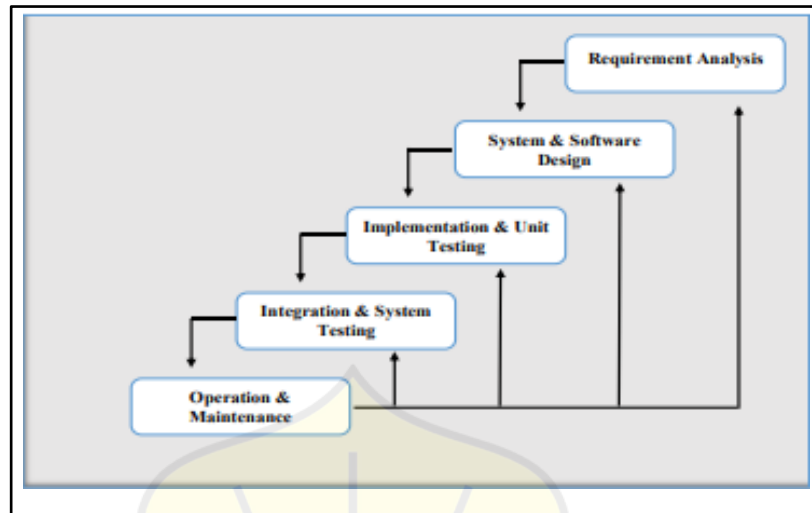 Requirement Analysis
System & Software
Design
Implementation & Unit
Testing
Integration & System
Testing
Operation &
Maintenance